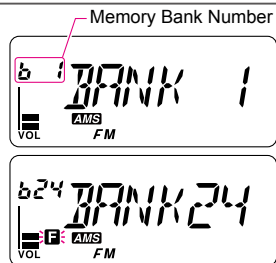 Memory Bank Number
b 1 BANK 1
AMS
VOL FM
b24 BANK24
F AMS
VOL FM